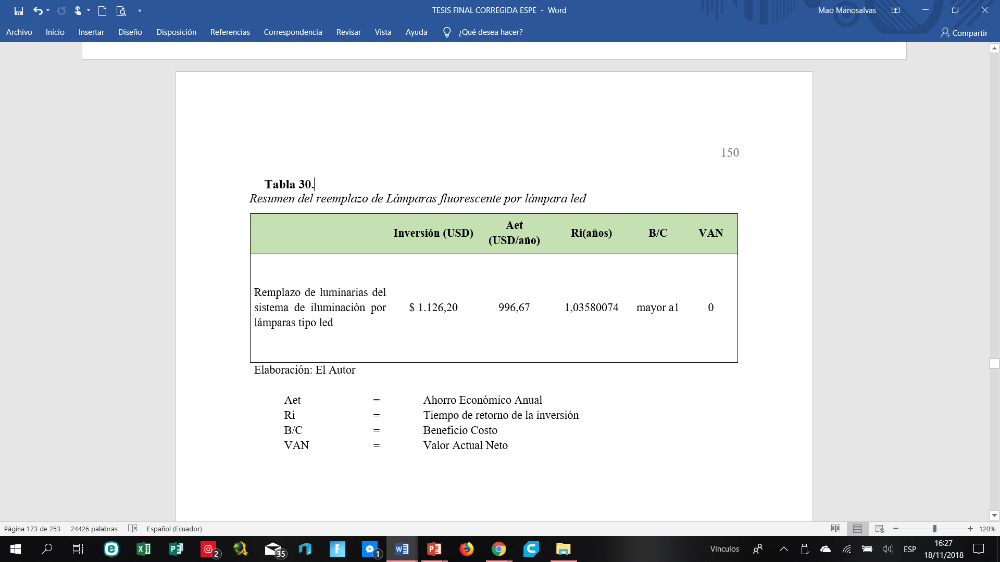 TESIS FINAL CORREGIDA ESPE - Word
Mao Manosalvas
Archivo Inicio Insertar Diseño Disposición Referencias Correspondencia Revisar Vista Ayuda ¿Qué desea hacer? Compartir
150
Tabla 30.
Resumen del reemplazo de Lámparas fluorescente por lámpara led
Inversión (USD) Aet (USD/año) Ri(años) B/C VAN
Remplazo de luminarias del
sistema de iluminación por
lámparas tipo led
$ 1.126,20 996,67 1,03580074 mayor a1 0
Elaboración: El Autor
Aet = Ahorro Económico Anual
Ri = Tiempo de retorno de la inversión
B/C = Beneficio Costo
VAN = Valor Actual Neto
Página 173 de 253 24426 palabras Español (Ecuador) 120%
2 35 F 1 Vínculos ESP 16:27
18/11/2018